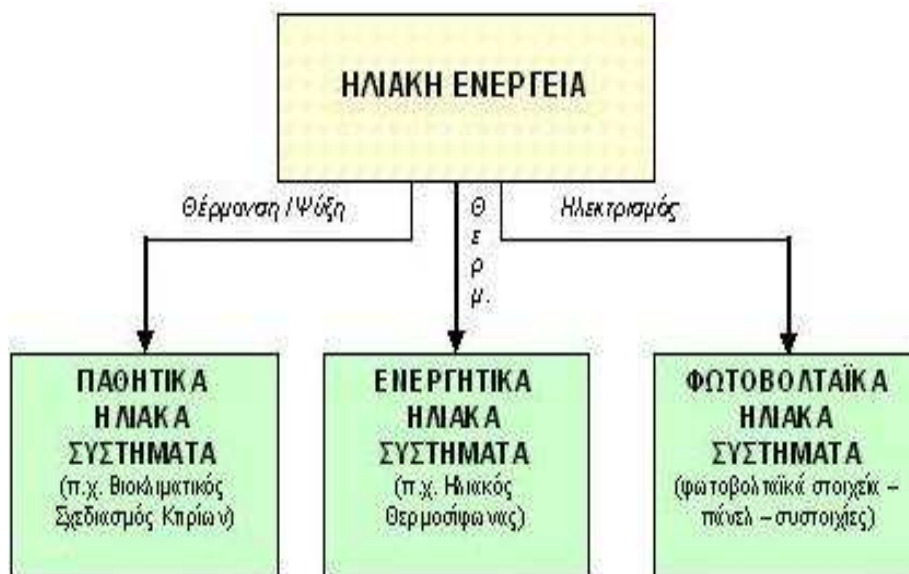 ΗΛΙΑΚΗ ΕΝΕΡΓΕΙΑ
Θέρμανση / Ψύξη
Θερμ.
Ηλεκτρισμός
ΠΑΘΗΤΙΚΑ
ΗΛΙΑΚΑ
ΣΥΣΤΗΜΑΤΑ
(π.χ. Βιοκλιματικός
Σχεδιασμός Κτιρίων)
ΕΝΕΡΓΗΤΙΚΑ
ΗΛΙΑΚΑ
ΣΥΣΤΗΜΑΤΑ
(π.χ. Ηλιακός
Θερμοσίφωνας)
ΦΩΤΟΒΟΛΤΑΪΚΑ
ΗΛΙΑΚΑ
ΣΥΣΤΗΜΑΤΑ
(φωτοβολταϊκά στοιχεία –
πάνελ – συστοιχίες)